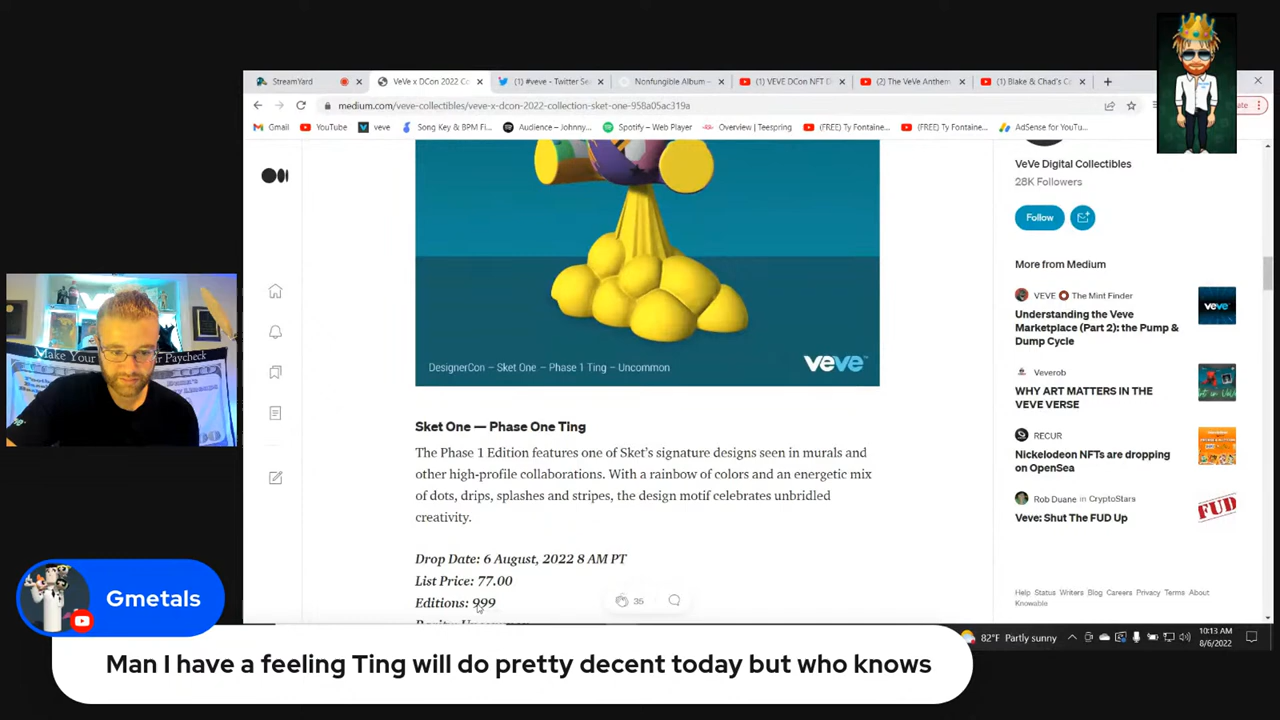 StreamYard
VeVe x DCon 2022 Co
(1) #veve - Twitter Sea
Nonfungible Album –
(1) VEVE DCon NFT D
(2) The VeVe Anthem
(1) Blake & Chad's Co
medium.com/veve-collectibles/veve-x-dcon-2022-collection-sket-one-958a05ac319a
Gmail
YouTube
veve
Song Key & BPM Fi...
Audience – Johnny...
Spotify – Web Player
Overview | Teespring
(FREE) Ty Fontaine...
(FREE) Ty Fontaine...
AdSense for YouTu...
VeVe Digital Collectibles
28K Followers
Follow
More from Medium
VEVE
The Mint Finder
Understanding the Veve
Marketplace (Part 2): the Pump &
Dump Cycle
Veverob
WHY ART MATTERS IN THE
VEVE VERSE
RECUR
Nickelodeon NFTs are dropping
on OpenSea
Rob Duane in CryptoStars
Veve: Shut The FUD Up
FUD
Help Status Writers Blog Careers Privacy Terms About
Knowable
DesignerCon – Sket One – Phase 1 Ting – Uncommon
veve
Sket One — Phase One Ting
The Phase 1 Edition features one of Sket's signature designs seen in murals and
other high-profile collaborations. With a rainbow of colors and an energetic mix
of dots, drips, splashes and stripes, the design motif celebrates unbridled
creativity.
Drop Date: 6 August, 2022 8 AM PT
List Price: 77.00
Editions: 999
35
Make Your
Paycheck
82°F Partly sunny
10:13 AM
8/6/2022
Gmetals
Man I have a feeling Ting will do pretty decent today but who knows